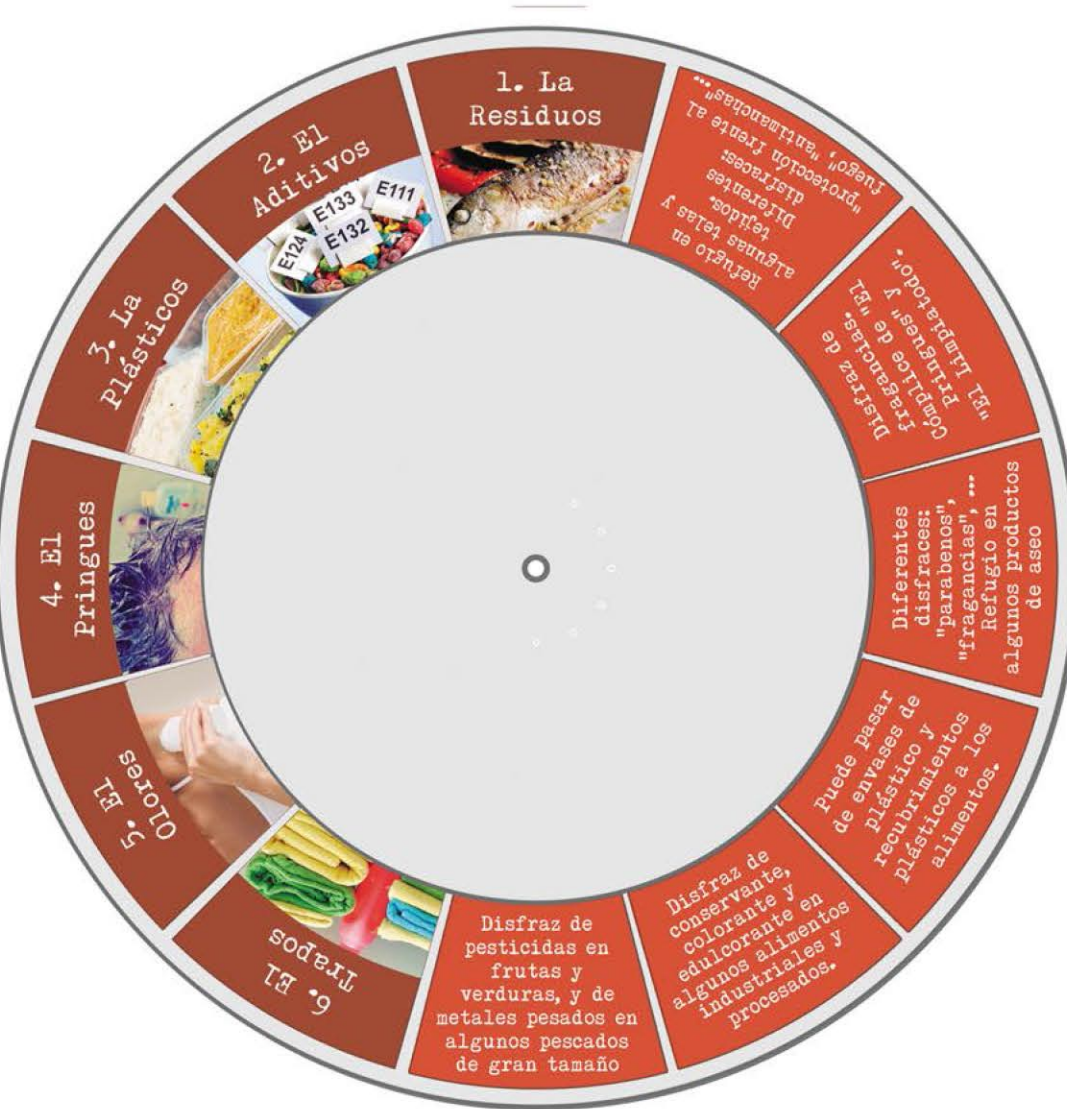 1. La
Residuos
2. El
Aditivos
E124
E133
E132
E111
3. La
Plásticos
4. El
Pringues
5. El
Olores
6. El
Trapos
Disfraz de
pesticidas en
frutas y
verduras, y de
metales pesados en
algunos pescados
de gran tamaño
Disfraz de
conservante,
colorante y
edulcorante en
algunos alimentos
industriales y
procesados.
Puede pasar
de envases de
plástico y
recubrimientos
plásticos a los
alimentos.
Diferentes
disfraces:
"parabenos",
"fragancias", ...
Refugio en
algunos productos
de aseo
Disfraz de
fragancias.
Cómplice de "El
Pringues" y
"El Limpiatodo".
Refugio en
algunas telas y
tejidos.
Diferentes
disfraces:
"protección frente al
fuego", "antimanchas"
...